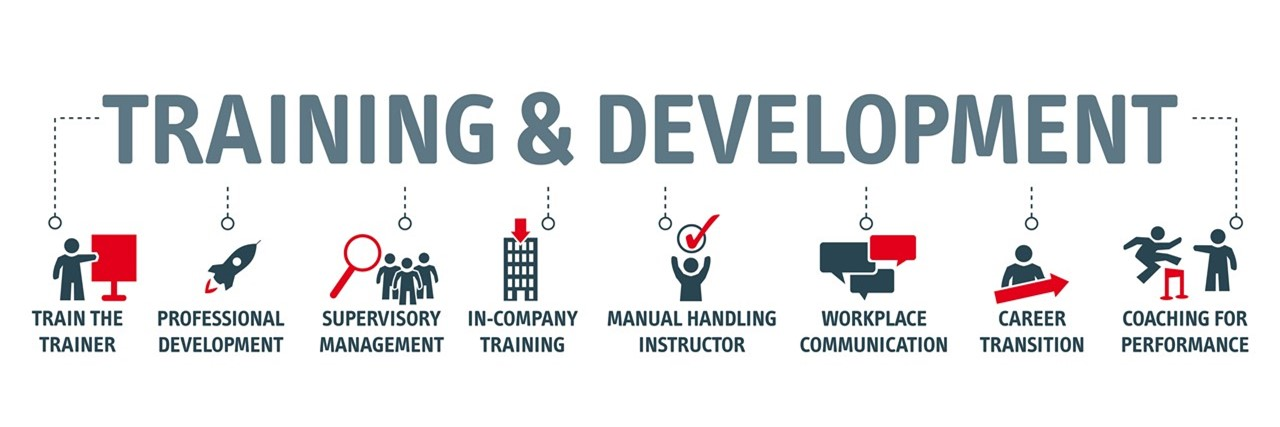 TRAINING & DEVELOPMENT
TRAIN THE
TRAINER
PROFESSIONAL
DEVELOPMENT
SUPERVISORY
MANAGEMENT
IN-COMPANY
TRAINING
MANUAL HANDLING
INSTRUCTOR
WORKPLACE
COMMUNICATION
CAREER
TRANSITION
COACHING FOR
PERFORMANCE